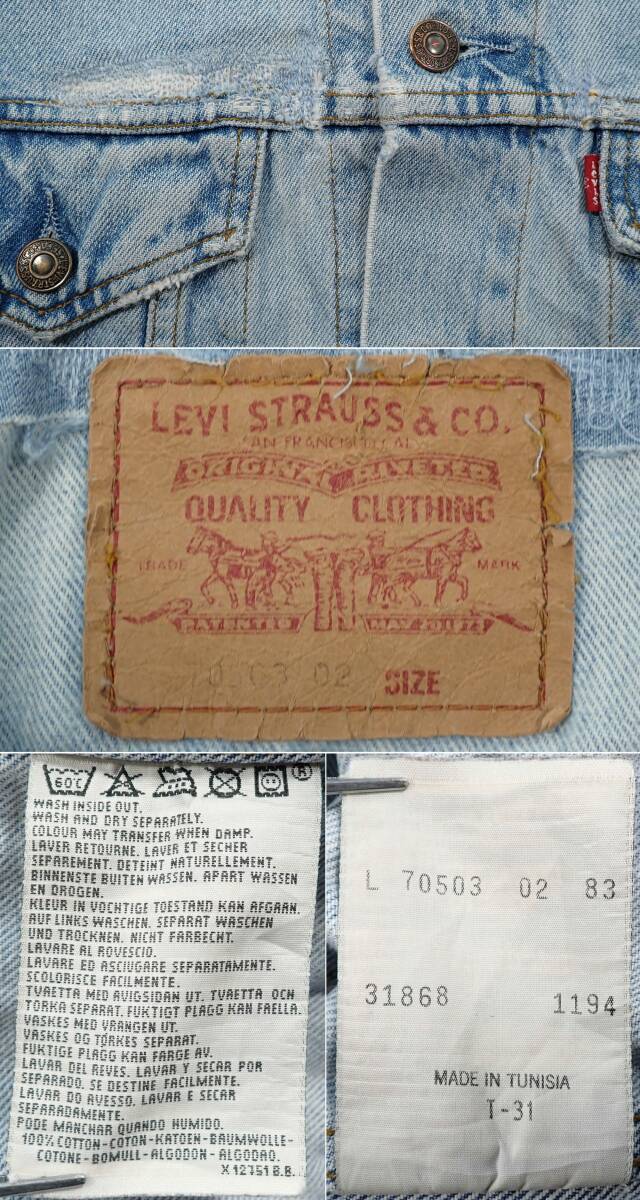 LEVI'S
LEVI STRAUSS & CO.
SAN FRANCISCO, CAL.
ORIGINAL RIVETED
QUALITY CLOTHING
TRADE MARK
PATENTED MAY 20 1873
02 SIZE
60°C
®
WASH INSIDE OUT.
WASH AND DRY SEPARATELY.
COLOUR MAY TRANSFER WHEN DAMP.
LAVER RETOURNE. LAVER ET SECHER
SEPAREMENT. DETEINT NATURELLEMENT.
BINNENSTE BUITEN WASSEN. APART WASSEN
EN DROGEN.
KLEUR IN VOCHTIGE TOESTAND KAN AFGAAN.
AUF LINKS WASCHEN. SEPARAT WASCHEN
UND TROCKNEN. NICHT FARBECHT.
LAVARE AL ROVESCIO.
LAVARE ED ASCIUGARE SEPARATAMENTE.
SCOLORISCE FACILMENTE.
TVAETTA MED AVIGSIDAN UT. TVAETTA OCH
TORKA SEPARAT. FUKTIGT PLAGG KAN FAELLA.
VASKES MED VRANGEN UT.
VASKES OG TØRKES SEPARAT.
FUKTIGE PLAGG KAN FARGE AV.
LAVAR DEL REVES. LAVAR Y SECAR POR
SEPARADO. SE DESTINE FACILMENTE.
LAVAR DO AVESSO. LAVAR E SECAR
SEPARADAMENTE.
PODE MANCHAR QUANDO HUMIDO.
100% COTTON-COTON-KATOEN-BAUMWOLLE-
COTONE-BOMULL-ALGODON-ALGODAO.
X 12751 B.B.
L 70503 02 83
31868 1194
MADE IN TUNISIA
T-31